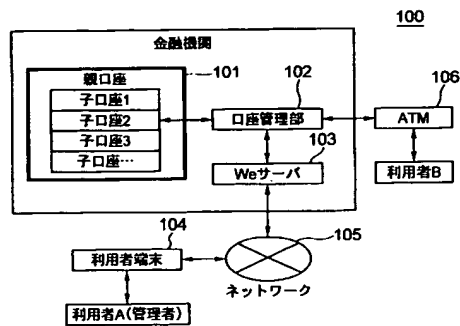 100
金融機関
101
親口座
子口座1
子口座2
子口座3
子口座…
102
口座管理部
103
Weサーバ
106
ATM
利用者B
104
利用者端末
105
ネットワーク
利用者A(管理者)